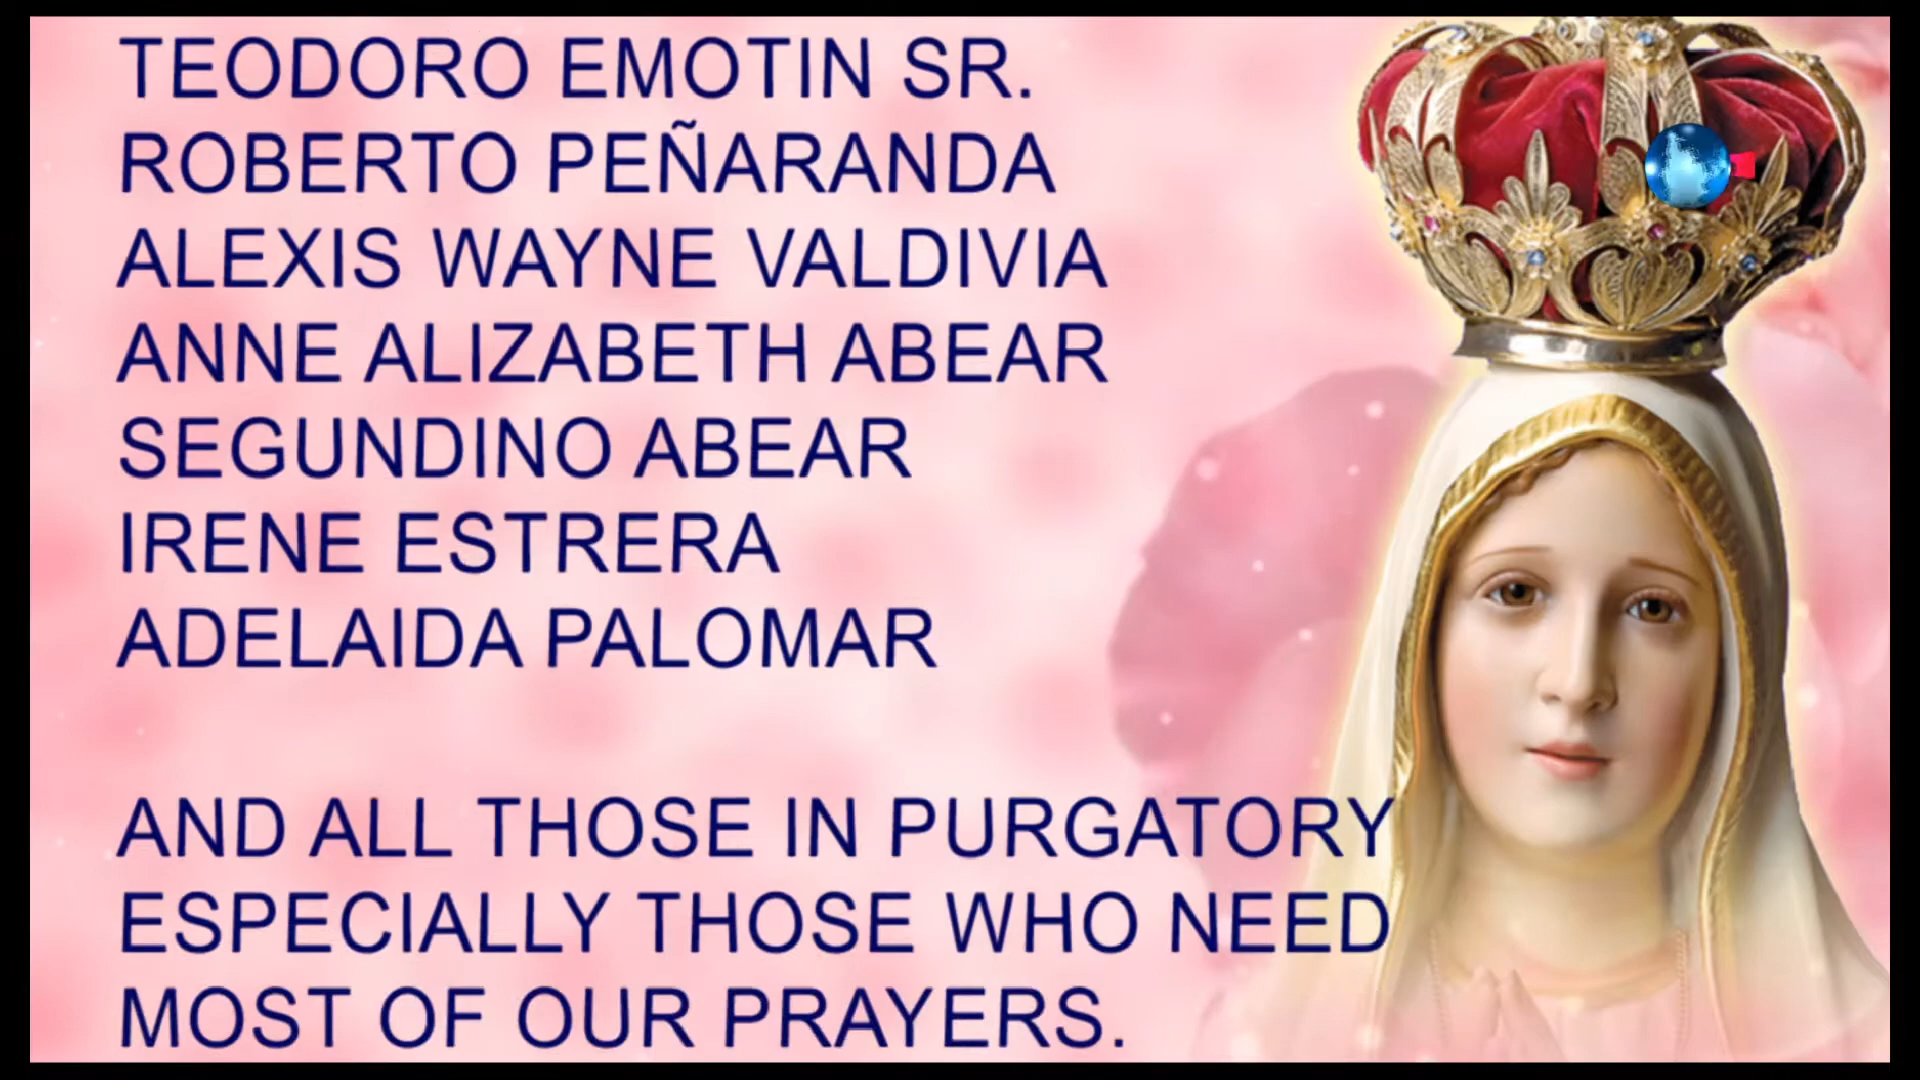 TEODORO EMOTIN SR.
ROBERTO PEÑARANDA
ALEXIS WAYNE VALDIVIA
ANNE ALIZABETH ABEAR
SEGUNDINO ABEAR
IRENE ESTRERA
ADELAIDA PALOMAR
AND ALL THOSE IN PURGATORY
ESPECIALLY THOSE WHO NEED
MOST OF OUR PRAYERS.